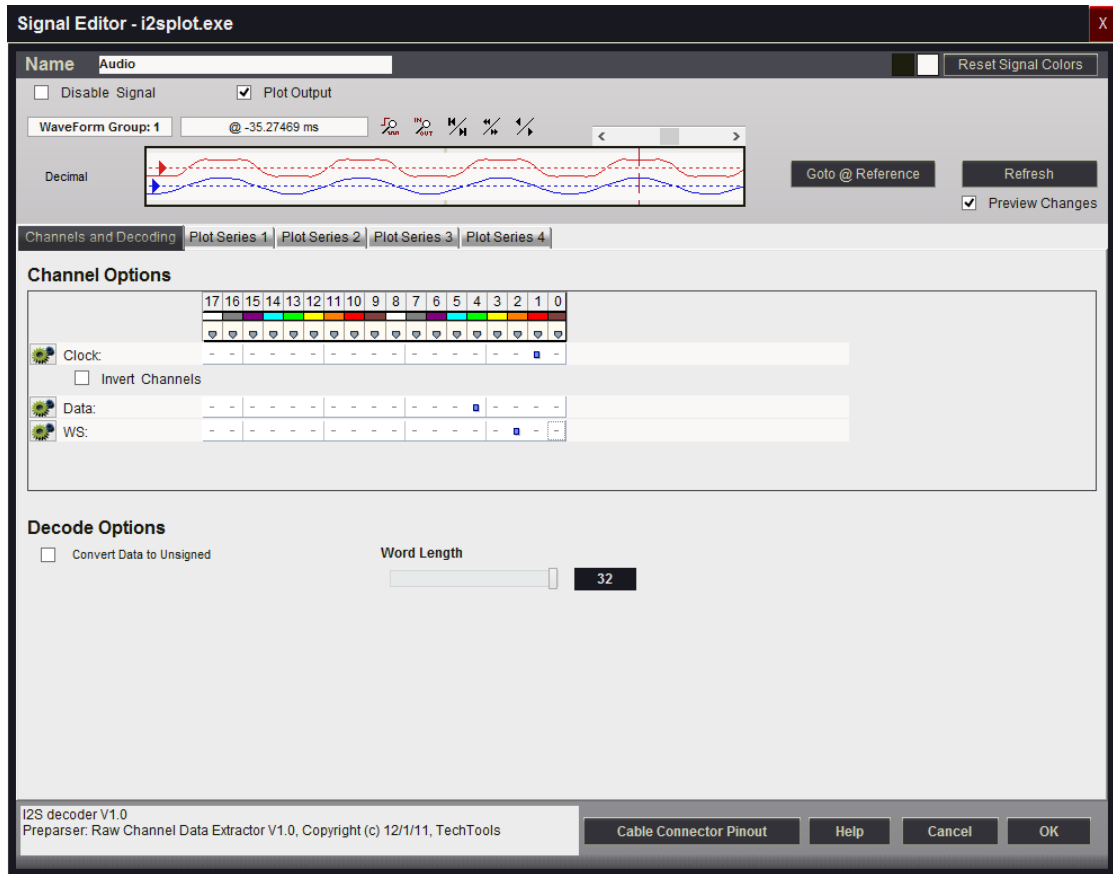 Signal Editor - i2splot.exe
X
Name Audio Reset Signal Colors
Disable Signal Plot Output
WaveForm Group: 1 @ -35.27469 ms
IN
OUT
Decimal Goto @ Reference Refresh
Preview Changes
Channels and Decoding Plot Series 1 Plot Series 2 Plot Series 3 Plot Series 4
Channel Options
17 16 15 14 13 12 11 10 9 8 7 6 5 4 3 2 1 0
Clock:
Invert Channels
Data:
WS:
Decode Options
Convert Data to Unsigned Word Length
32
I2S decoder V1.0
Preparser: Raw Channel Data Extractor V1.0, Copyright (c) 12/1/11, TechTools
Cable Connector Pinout Help Cancel OK